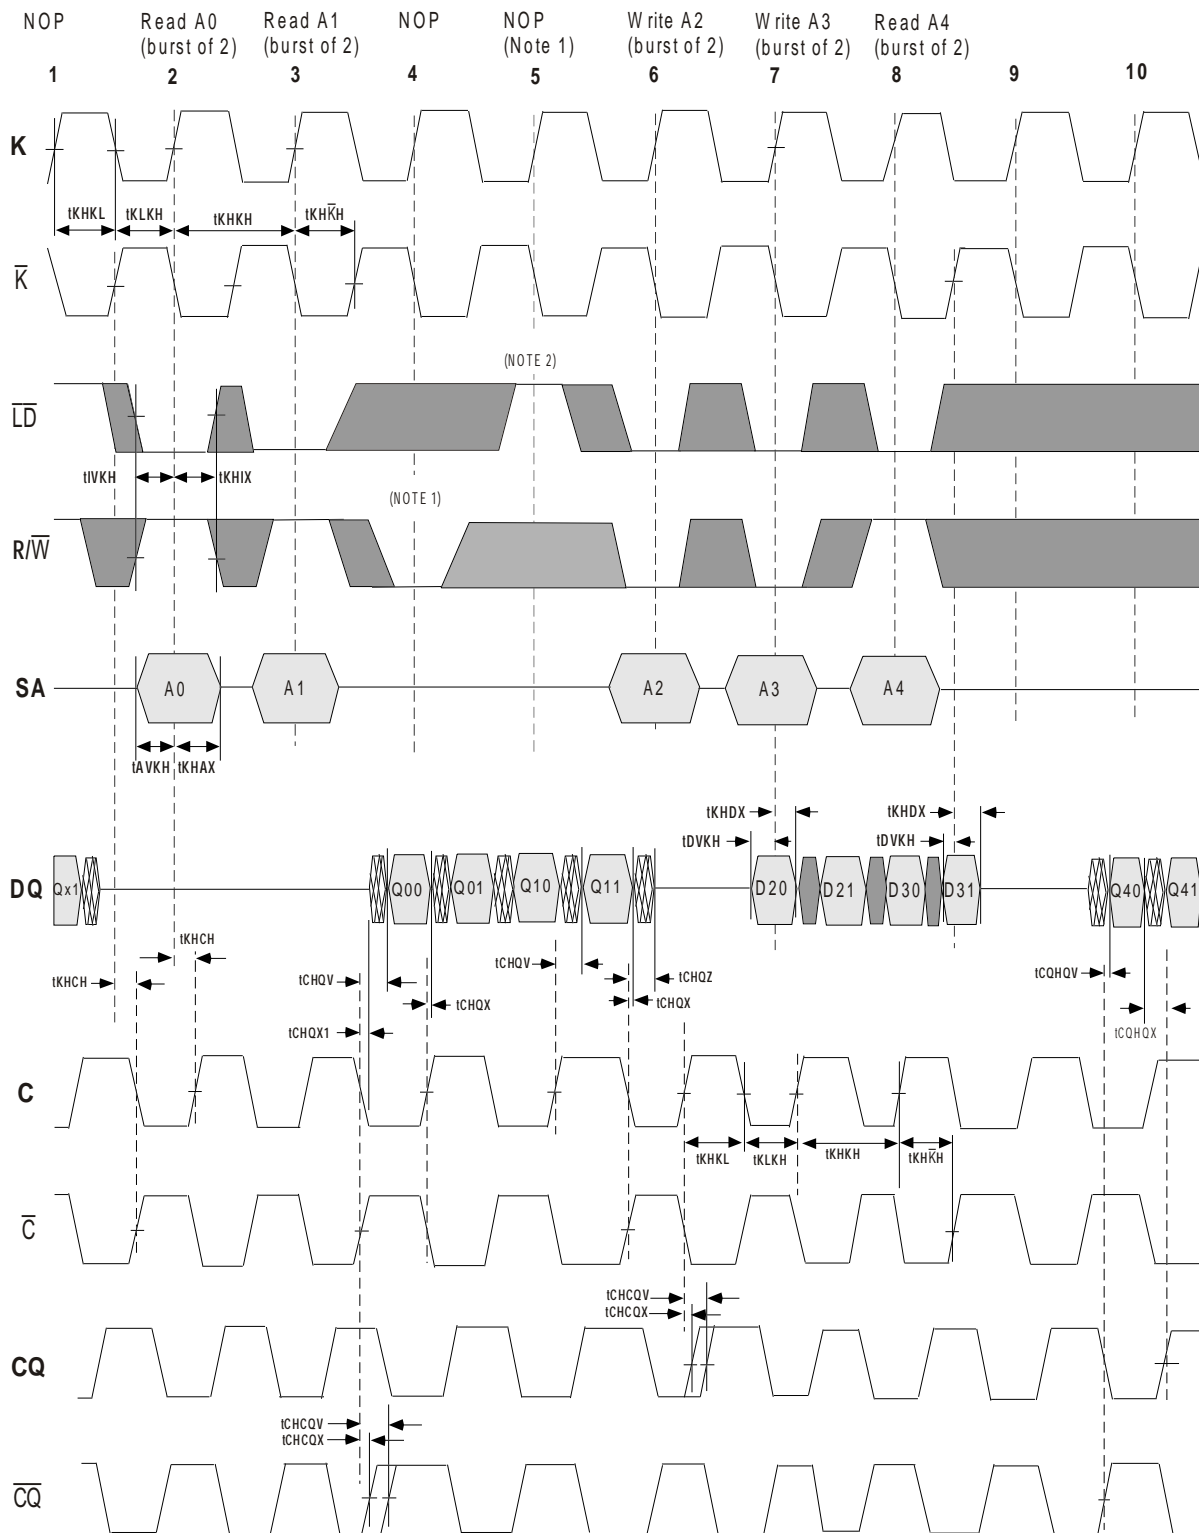 NOP
Read A0
(burst of 2)
Read A1
(burst of 2)
NOP
NOP
(Note 1)
Write A2
(burst of 2)
Write A3
(burst of 2)
Read A4
(burst of 2)
1 2 3 4 5 6 7 8 9 10
K
tKHKL tKLKH tKHKH tKHK̅H
K̅
(NOTE 2)
L̅D̅
tIVKH tKHIX
(NOTE 1)
R/W̅
SA A0 A1 A2 A3 A4
tAVKH tKHAX
tKHDX tKHDX
tDVKH tDVKH
DQ Qx1 Q00 Q01 Q10 Q11 D20 D21 D30 D31 Q40 Q41
tKHCH
tKHCH tCHQV tCHQV tCHQZ tCQHQV
tCHQX tCHQX
tCHQX1 tCQHQX
C
tKHKL tKLKH tKHKH tKHK̅H
C̅
tCHCQV
tCHCQX
CQ
tCHCQV
tCHCQX
C̅Q̅